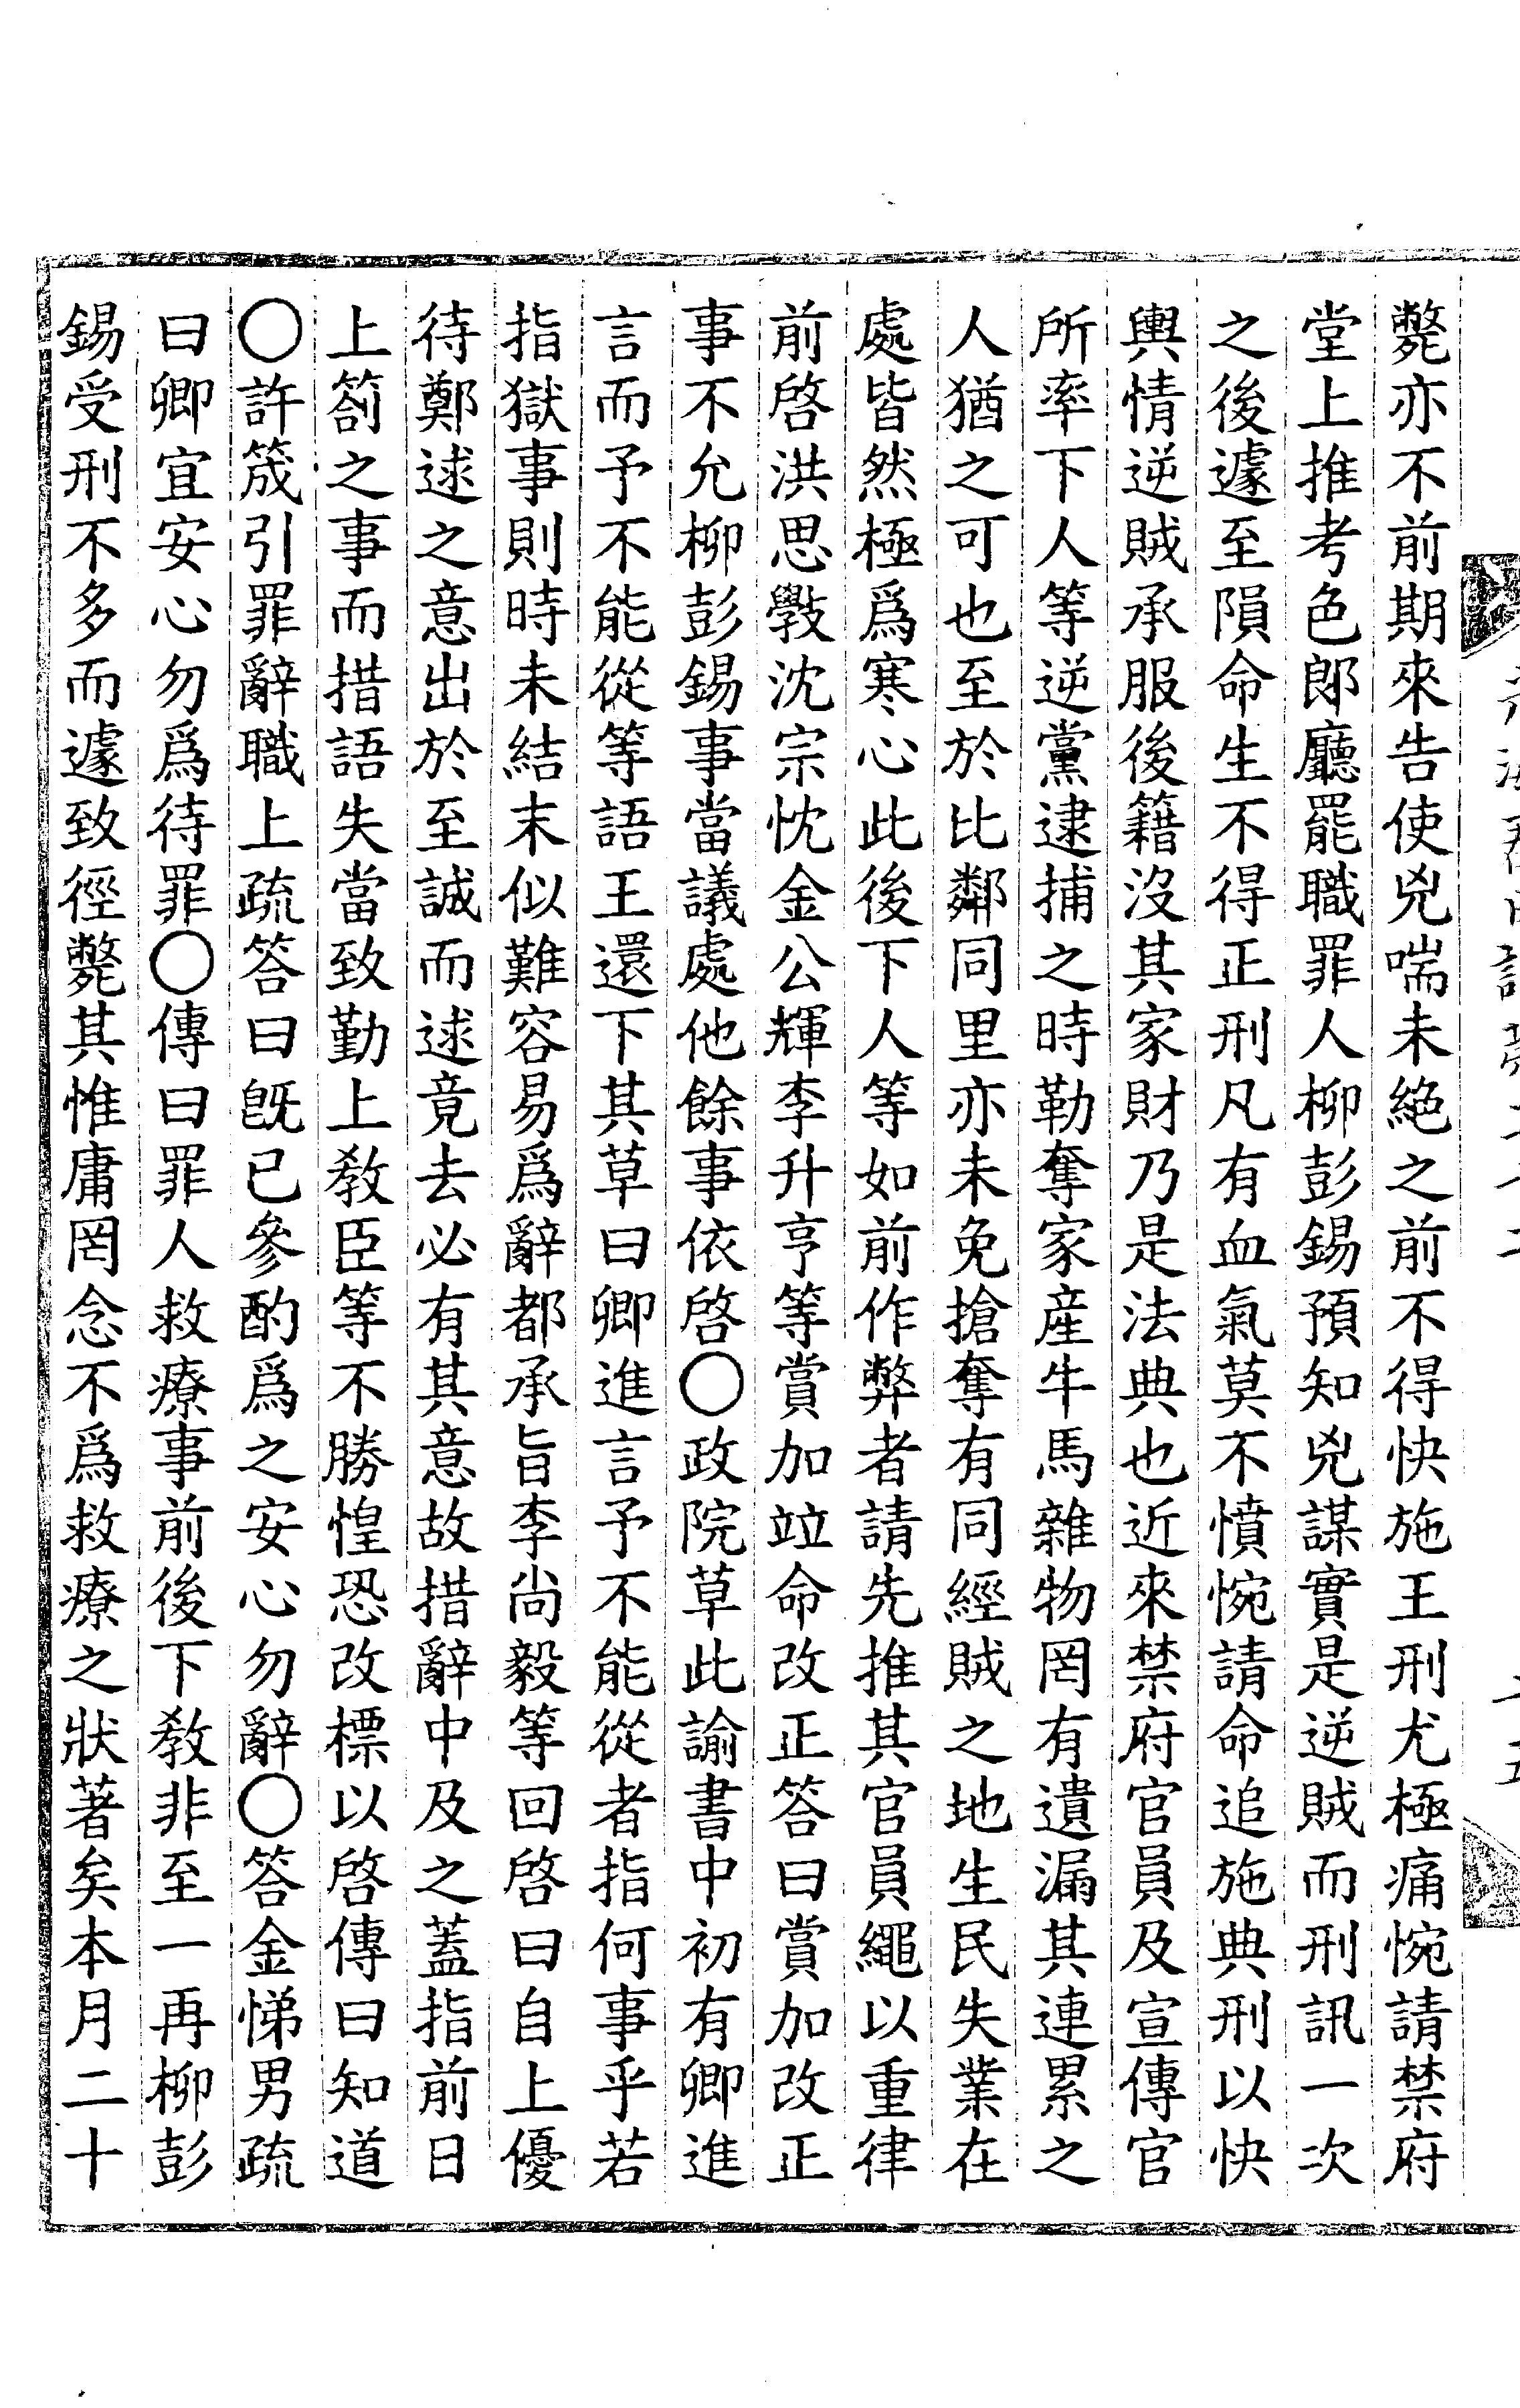 斃亦不前期來告使兇喘未絕之前不得快施王刑尤極痛惋請禁府
堂上推考色郞廳罷職罪人柳彭錫預知兇謀實是逆賊而刑訊一次
之後遽至隕命生不得正刑凡有血氣莫不憤惋請命追施典刑以快
輿情逆賊承服後籍沒其家財乃是法典也近來禁府官員及宣傳官
所率下人等逆黨逮捕之時勒奪家産牛馬雜物罔有遺漏其連累之
人猶之可也至於比鄰同里亦未免搶奪有同經賊之地生民失業在
處皆然極爲寒心此後下人等如前作弊者請先推其官員繩以重律
前啓洪思斆沈宗忱金公輝李升亨等賞加竝命改正答曰賞加改正
事不允柳彭錫事當議處他餘事依啓○政院草此諭書中初有卿進
言而予不能從等語王還下其草曰卿進言予不能從者指何事乎若
指獄事則時未結末似難容易爲辭都承旨李尙毅等回啓曰自上優
待鄭逑之意出於至誠而逑竟去必有其意故措辭中及之蓋指前日
上箚之事而措語失當致勤上敎臣等不勝惶恐改標以啓傳曰知道
○許筬引罪辭職上疏答曰旣已參酌爲之安心勿辭○答金悌男疏
曰卿宜安心勿爲待罪○傳曰罪人救療事前後下敎非至一再柳彭
錫受刑不多而遽致徑斃其惟庸罔念不爲救療之狀著矣本月二十